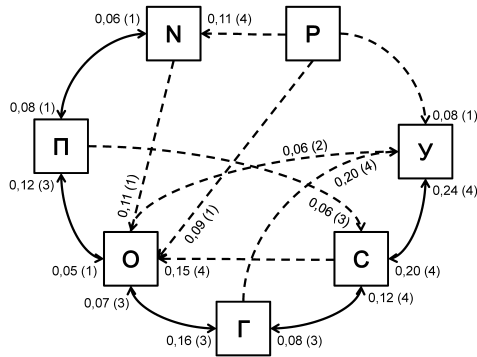 0,06 (1)
N
0,11 (4)
P
0,08 (1)
0,08 (1)
П
У
0,06 (2)
0,20 (4)
0,12 (3)
0,11 (1)
0,09 (1)
0,06 (3)
0,24 (4)
О
С
0,05 (1)
0,15 (4)
0,20 (4)
0,07 (3)
0,12 (4)
Г
0,16 (3)
0,08 (3)